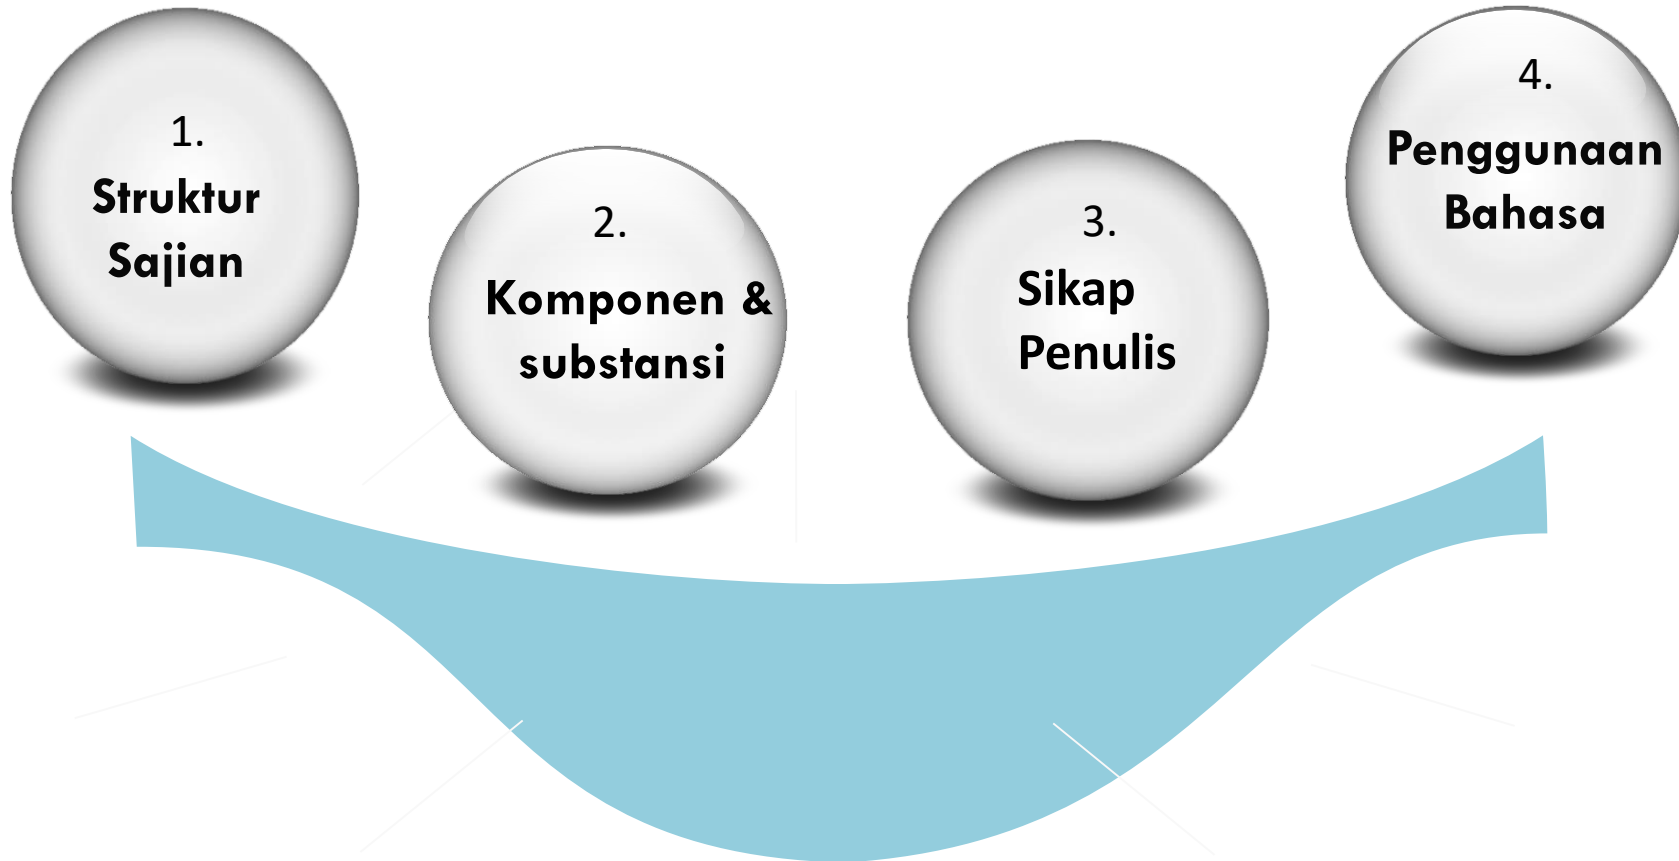 1.
Struktur
Sajian
2.
Komponen &
substansi
3.
Sikap
Penulis
4.
Penggunaan
Bahasa